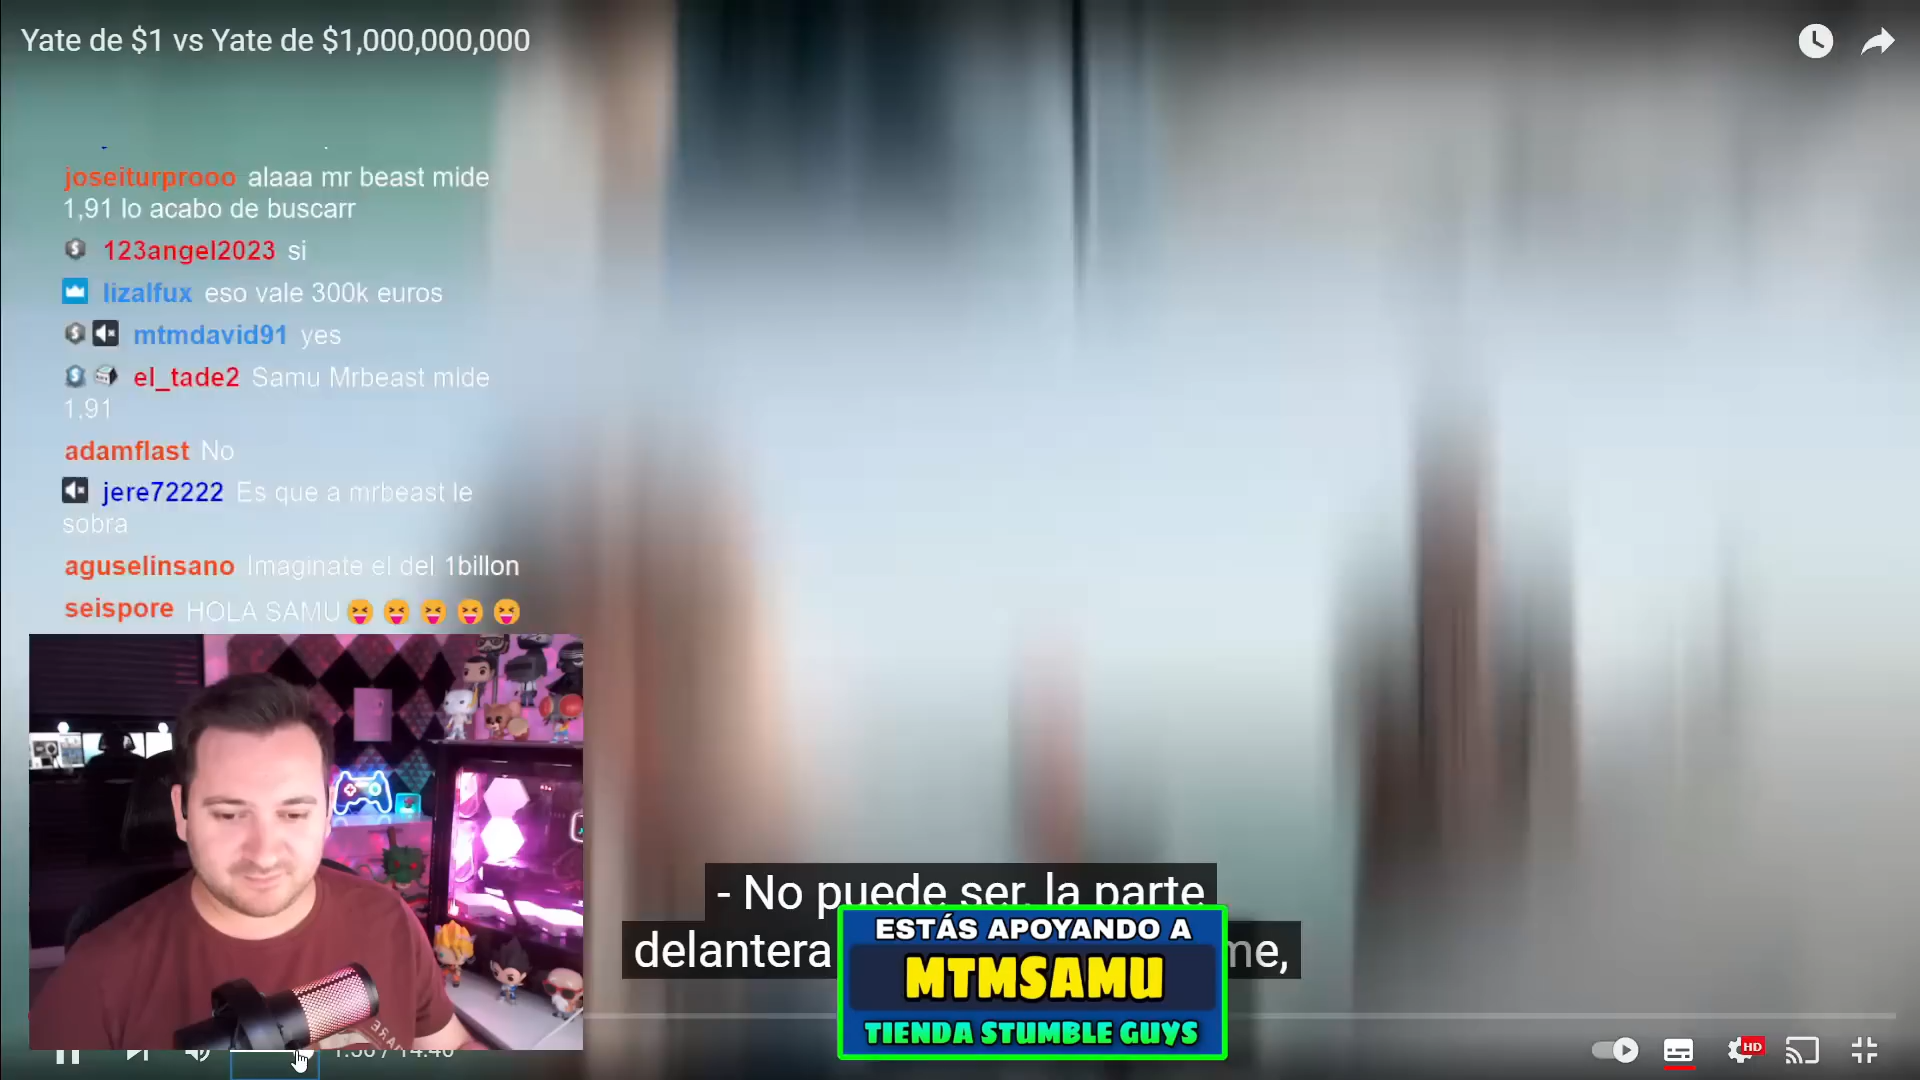 Yate de $1 vs Yate de $1,000,000,000
joseiturprooo alaaa mr beast mide
1,91 lo acabo de buscarr
123angel2023 si
lizalfux eso vale 300k euros
mtmdavid91 yes
el_tade2 Samu Mrbeast mide
1,91
adamflast No
jere72222 Es que a mrbeast le
sobra
aguselinsano Imaginate el del 1billon
seispore HOLA SAMU😝😝😝😝😝
- No puede ser, la parte
delantera me,
ESTÁS APOYANDO A
MTMSAMU
TIENDA STUMBLE GUYS
HD